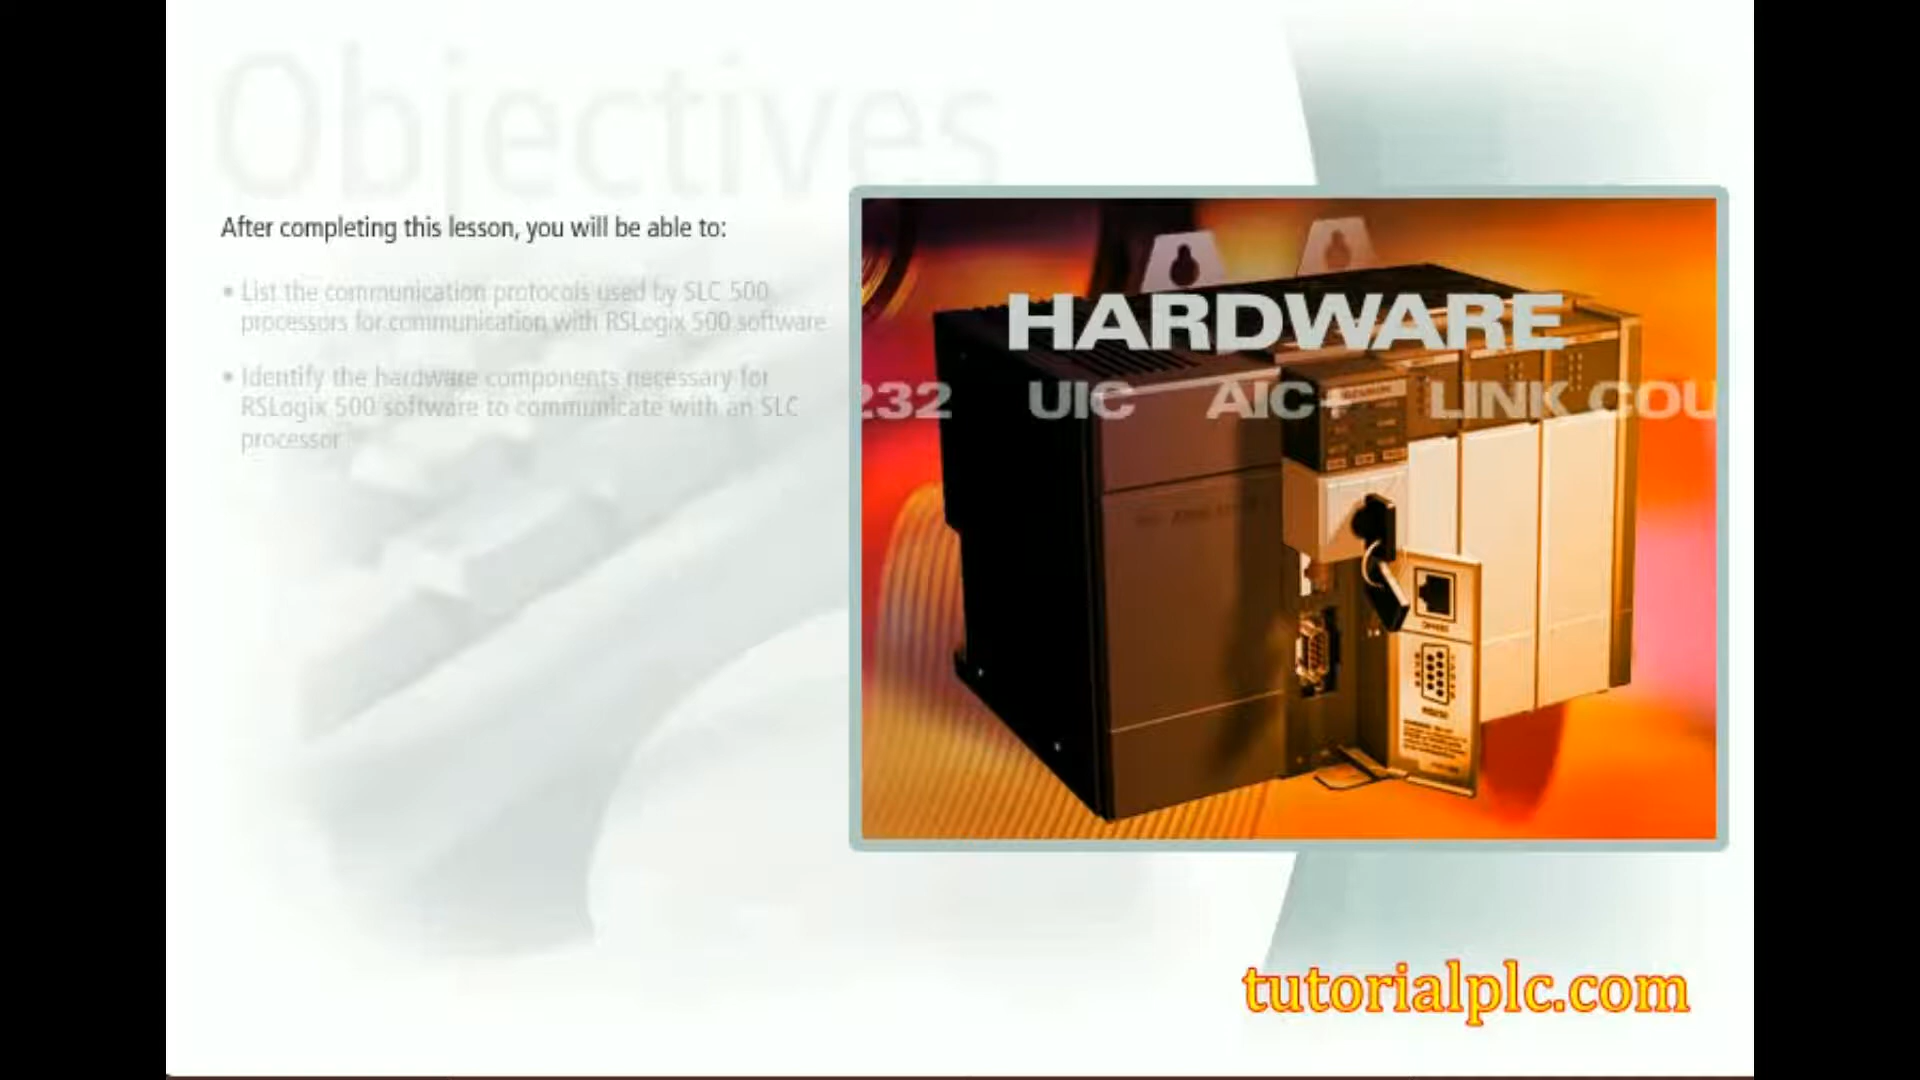 Objectives
After completing this lesson, you will be able to:
• List the communication protocols used by SLC 500
processors for communication with RSLogix 500 software
• Identify the hardware components necessary for
RSLogix 500 software to communicate with an SLC
processor
HARDWARE
232 UIC AIC+ LINK COU
tutorialplc.com